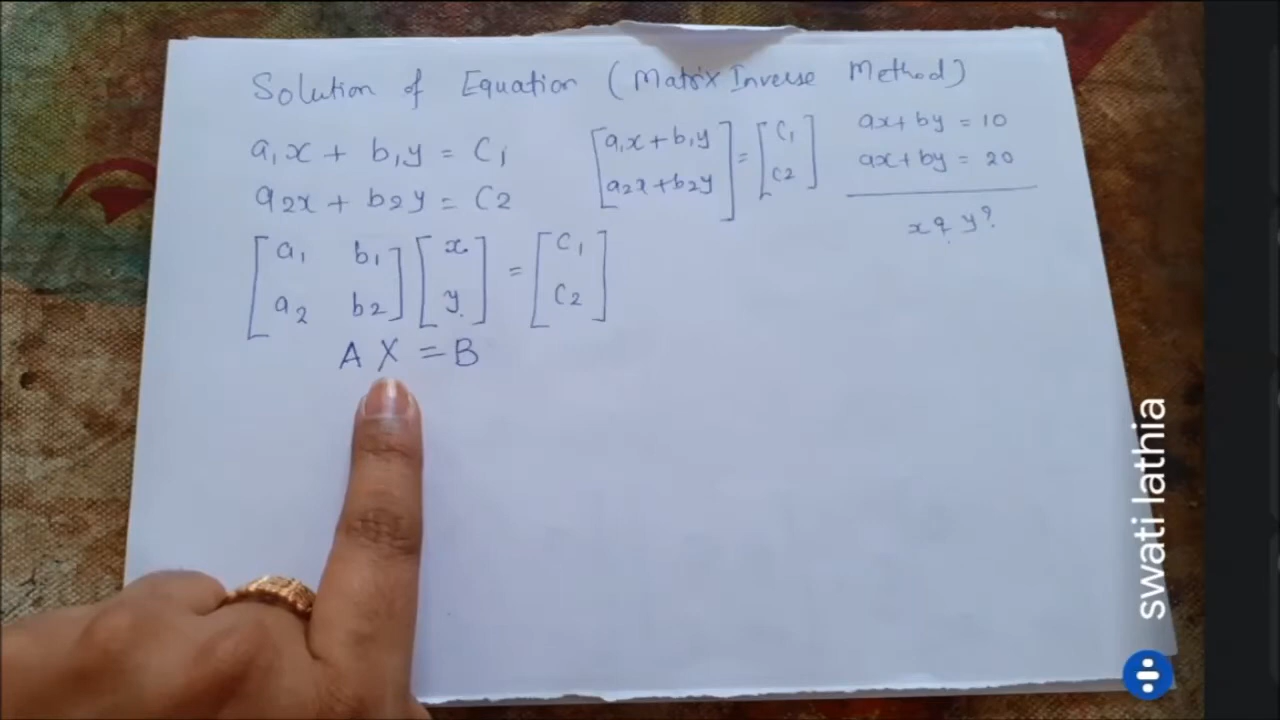 Solution of Equation (Matrix Inverse Method)
a1x + b1y = C1
a2x + b2y = C2
[a1x + b1y
a2x + b2y] = [C1
C2]
ax + by = 10
ax + by = 20
x & y?
[a1 b1
a2 b2] [x
y] = [C1
C2]
A X = B
swati lathia